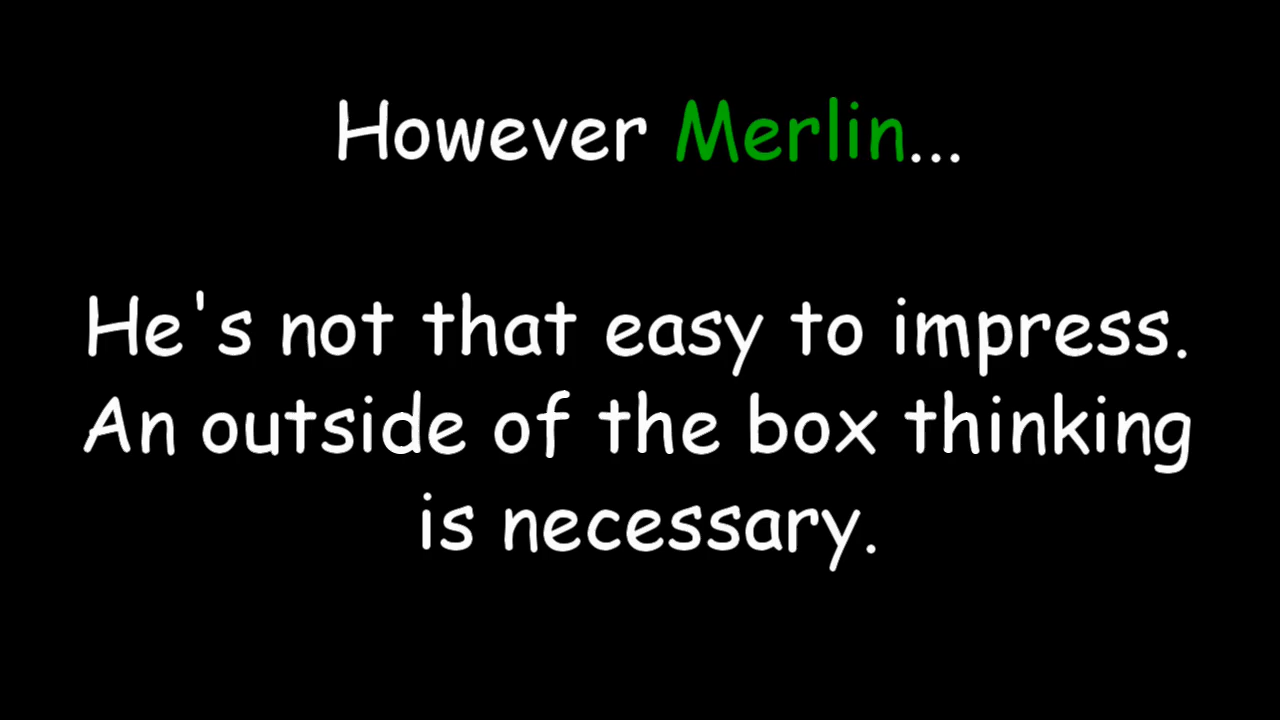 However Merlin...
He's not that easy to impress.
An outside of the box thinking
is necessary.